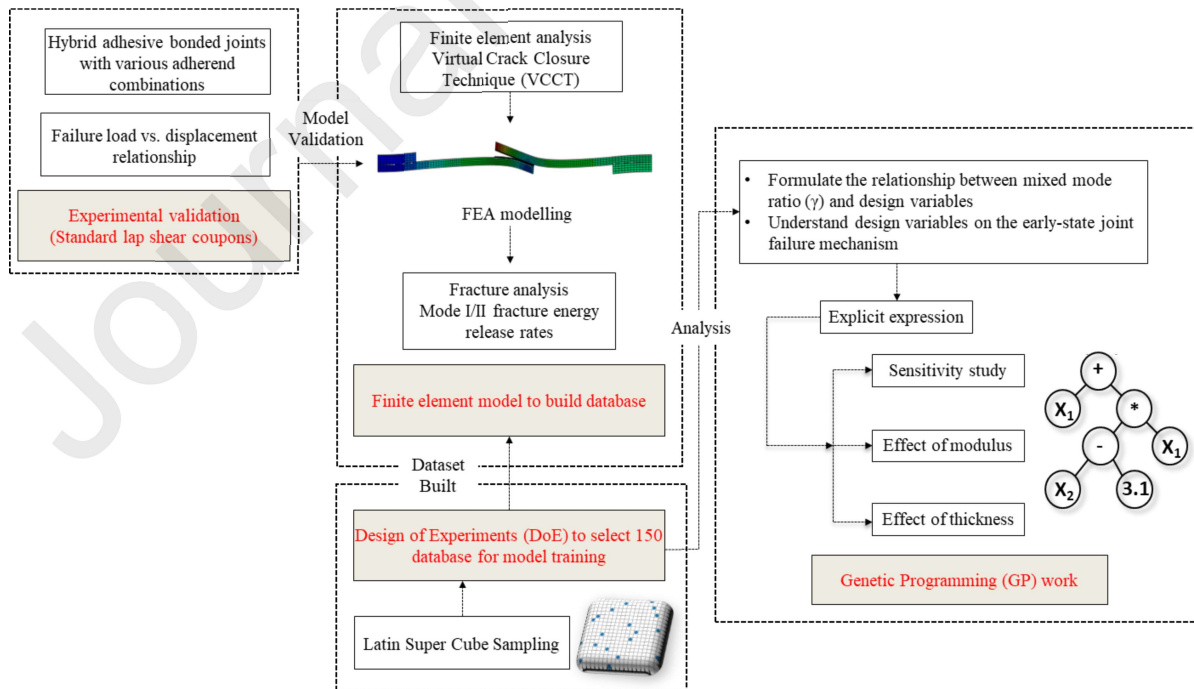 Journal
Hybrid adhesive bonded joints
with various adherend
combinations
Failure load vs. displacement
relationship
Experimental validation
(Standard lap shear coupons)
Model
Validation
Finite element analysis
Virtual Crack Closure
Technique (VCCT)
FEA modelling
Fracture analysis
Mode I/II fracture energy
release rates
Finite element model to build database
Dataset
Built
Design of Experiments (DoE) to select 150
database for model training
Latin Super Cube Sampling
Analysis
• Formulate the relationship between mixed mode
ratio (γ) and design variables
• Understand design variables on the early-state joint
failure mechanism
Explicit expression
Sensitivity study
Effect of modulus
Effect of thickness
+
X₁
*
-
X₁
X₂
3.1
Genetic Programming (GP) work